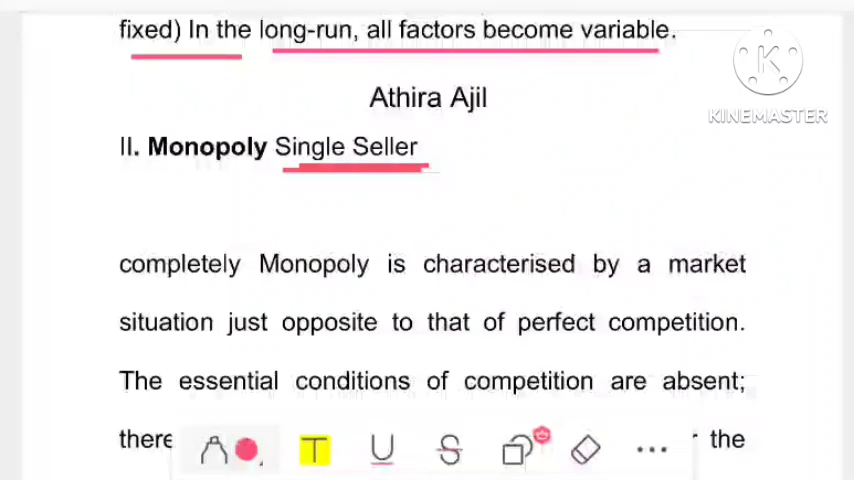 fixed) In the long-run, all factors become variable.
K
KINEMASTER
Athira Ajil
II. Monopoly Single Seller
completely Monopoly is characterised by a market
situation just opposite to that of perfect competition.
The essential conditions of competition are absent;
the